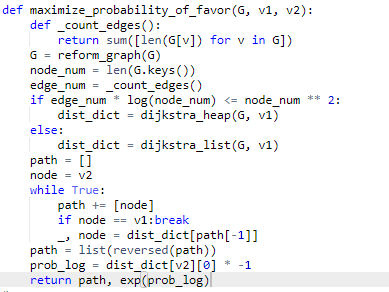 def maximize_probability_of_favor(G, v1, v2):
    def _count_edges():
        return sum([len(G[v]) for v in G])
    G = reform_graph(G)
    node_num = len(G.keys())
    edge_num = _count_edges()
    if edge_num * log(node_num) <= node_num ** 2:
        dist_dict = dijkstra_heap(G, v1)
    else:
        dist_dict = dijkstra_list(G, v1)
    path = []
    node = v2
    while True:
        path += [node]
        if node == v1:break
        _, node = dist_dict[path[-1]]
    path = list(reversed(path))
    prob_log = dist_dict[v2][0] * -1
    return path, exp(prob_log)